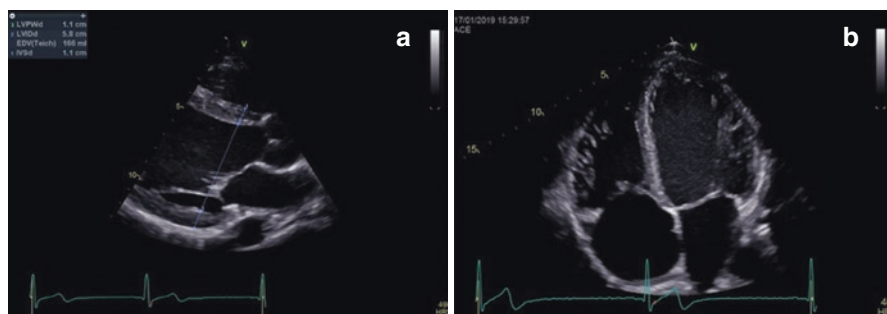 LVPWd 1.1 cm
LVIDd 5.8 cm
EDV(Teich) 166 ml
IVSd 1.1 cm
V
a
5
10
17/01/2019 15:29:57
ACE
V
b
5
10
15